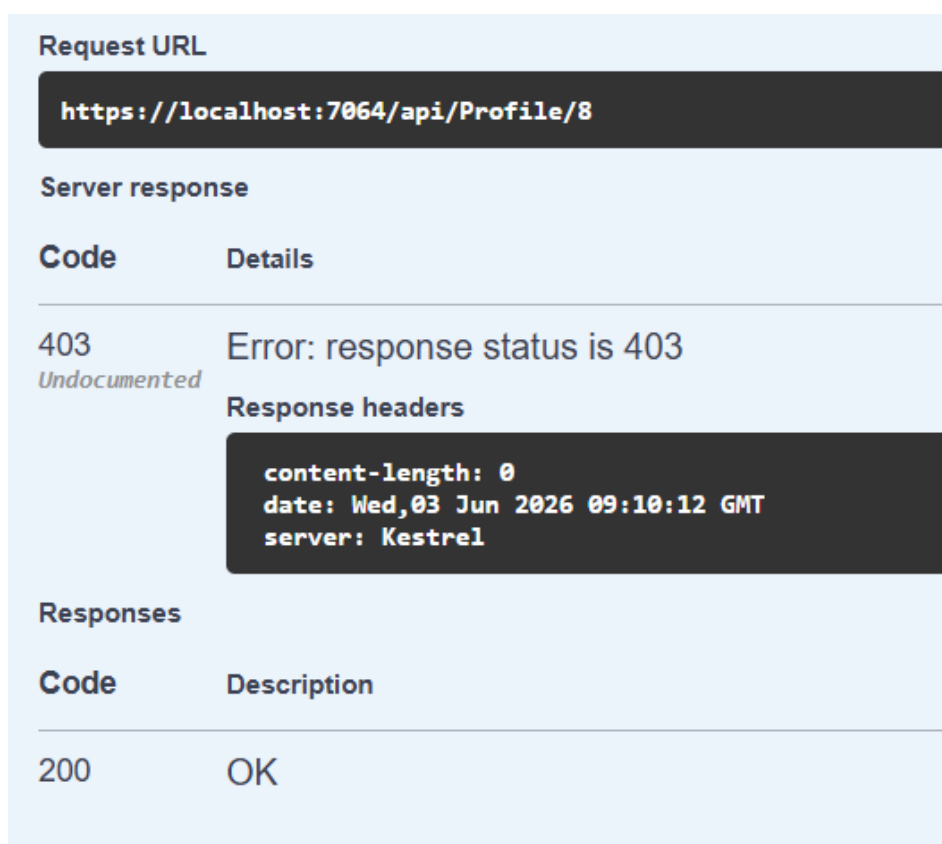 Request URL
https://localhost:7064/api/Profile/8
Server response
Code Details
403 Error: response status is 403
Undocumented
Response headers
content-length: 0
date: Wed,03 Jun 2026 09:10:12 GMT
server: Kestrel
Responses
Code Description
200 OK